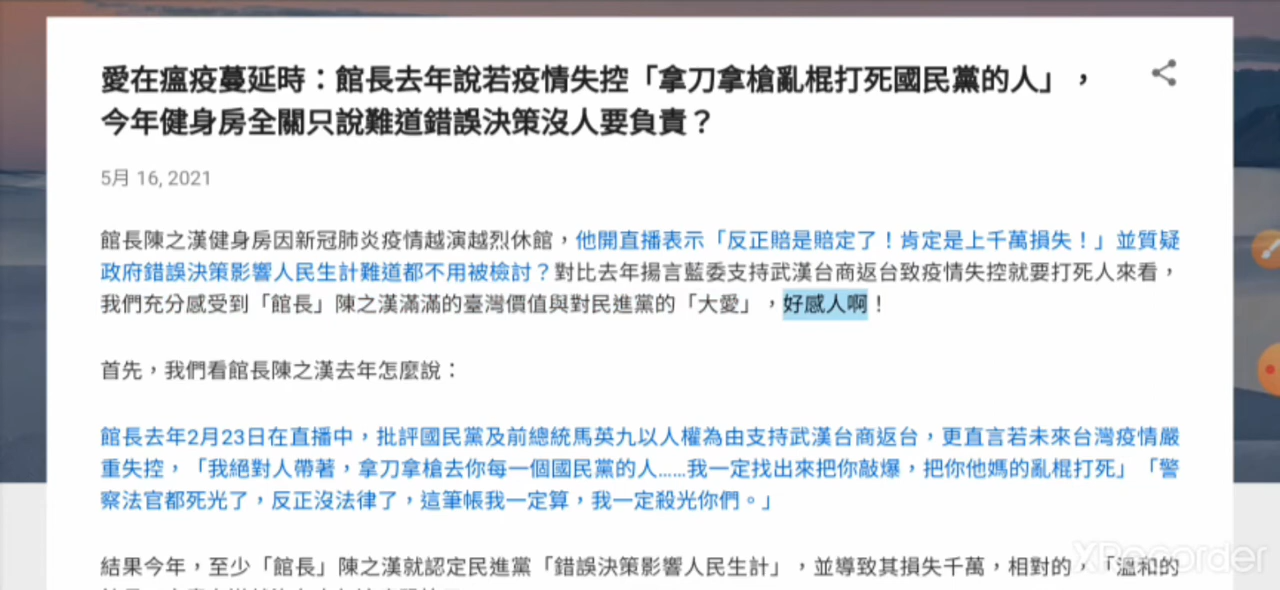 愛在瘟疫蔓延時：館長去年說若疫情失控「拿刀拿槍亂棍打死國民黨的人」，
今年健身房全關只說難道錯誤決策沒人要負責？
5月 16, 2021
館長陳之漢健身房因新冠肺炎疫情越演越烈休館，他開直播表示「反正賠是賠定了！肯定是上千萬損失！」並質疑
政府錯誤決策影響人民生計難道都不用被檢討？對比去年揚言藍委支持武漢台商返台致疫情失控就要打死人來看，
我們充分感受到「館長」陳之漢滿滿的臺灣價值與對民進黨的「大愛」，好感人啊！
首先，我們看館長陳之漢去年怎麼說：
館長去年2月23日在直播中，批評國民黨及前總統馬英九以人權為由支持武漢台商返台，更直言若未來台灣疫情嚴
重失控，「我絕對人帶著，拿刀拿槍去你每一個國民黨的人......我一定找出來把你敲爆，把你他媽的亂棍打死」「警
察法官都死光了，反正沒法律了，這筆帳我一定算，我一定殺光你們。」
結果今年，至少「館長」陳之漢就認定民進黨「錯誤決策影響人民生計」，並導致其損失千萬，相對的，「溫和的
XRecorder